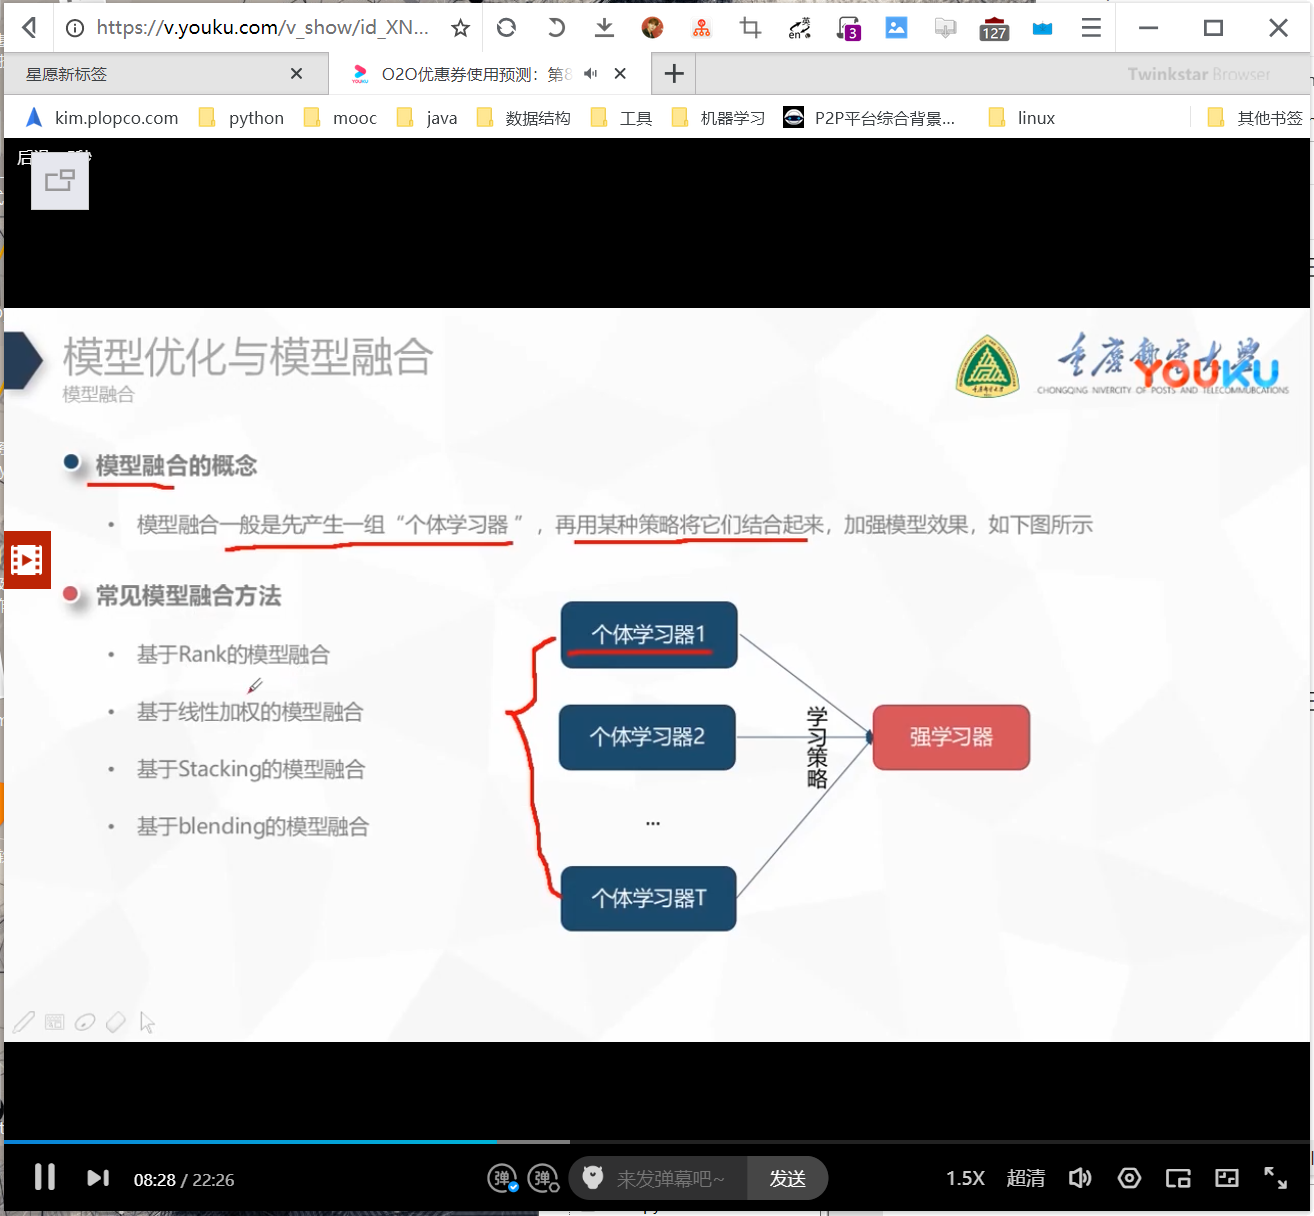 https://v.youku.com/v_show/id_XN...
英
en
3
127
星愿新标签
YOUKU
O2O优惠券使用预测：第8
Twinkstar Browser
kim.plopco.com
python
mooc
java
数据结构
工具
机器学习
P2P平台综合背景...
linux
其他书签
模型优化与模型融合
模型融合
重庆邮电大学
YOUKU
CHONGQING NIVERCITY OF POSTS AND TELECOMMUBCATIONS
模型融合的概念
模型融合一般是先产生一组“个体学习器 ”，再用某种策略将它们结合起来，加强模型效果，如下图所示
常见模型融合方法
基于Rank的模型融合
基于线性加权的模型融合
基于Stacking的模型融合
基于blending的模型融合
个体学习器1
个体学习器2
...
个体学习器T
学习策略
强学习器
08:28 / 22:26
弹
弹
来发弹幕吧~
发送
1.5X
超清